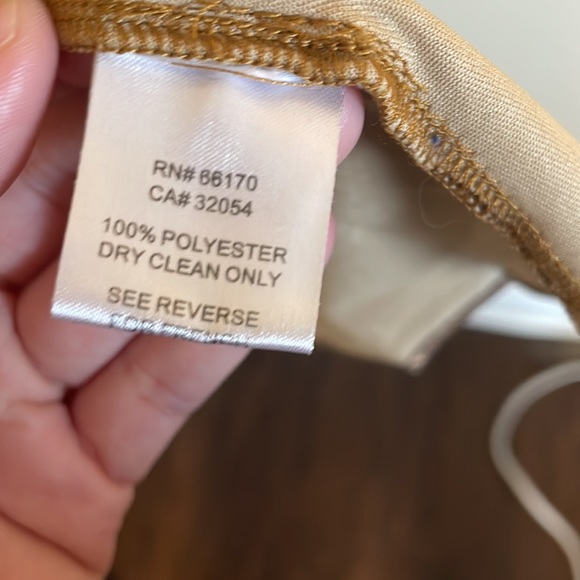 RN# 66170
CA# 32054
100% POLYESTER
DRY CLEAN ONLY
SEE REVERSE